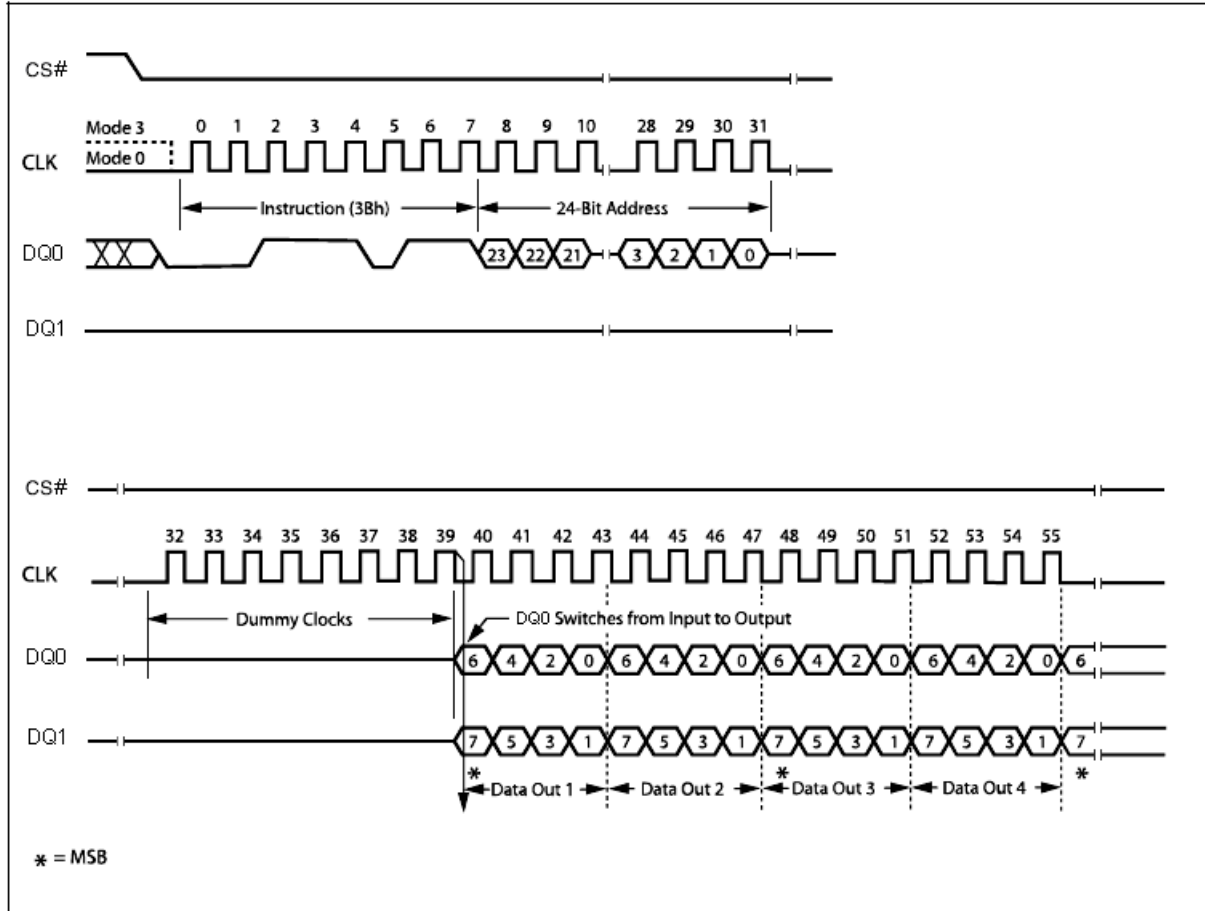 CS#
Mode 3
0 1 2 3 4 5 6 7 8 9 10 28 29 30 31
CLK
Mode 0
Instruction (3Bh)
24-Bit Address
DQ0
23 22 21 3 2 1 0
DQ1
CS#
32 33 34 35 36 37 38 39 40 41 42 43 44 45 46 47 48 49 50 51 52 53 54 55
CLK
Dummy Clocks
DQ0 Switches from Input to Output
DQ0
6 4 2 0 6 4 2 0 6 4 2 0 6 4 2 0 6
DQ1
7 5 3 1 7 5 3 1 7 5 3 1 7 5 3 1 7
* * *
Data Out 1 Data Out 2 Data Out 3 Data Out 4
* = MSB